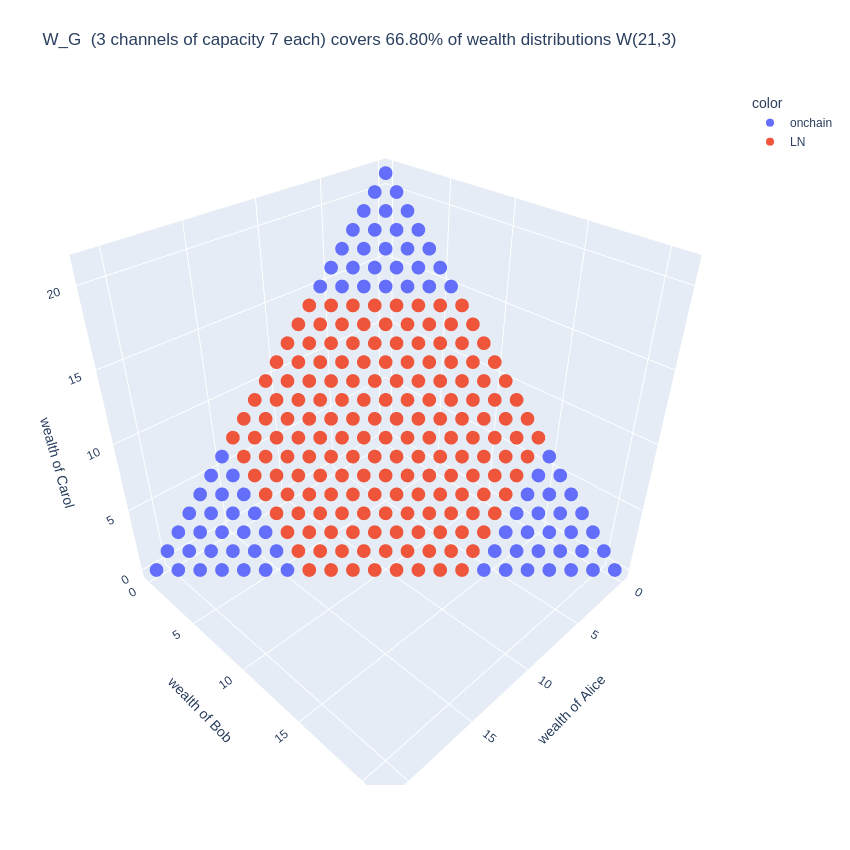 W_G  (3 channels of capacity 7 each) covers 66.80% of wealth distributions W(21,3)
color
onchain
LN
20
15
10
5
0
wealth of Carol
0
5
10
15
wealth of Bob
0
5
10
15
wealth of Alice